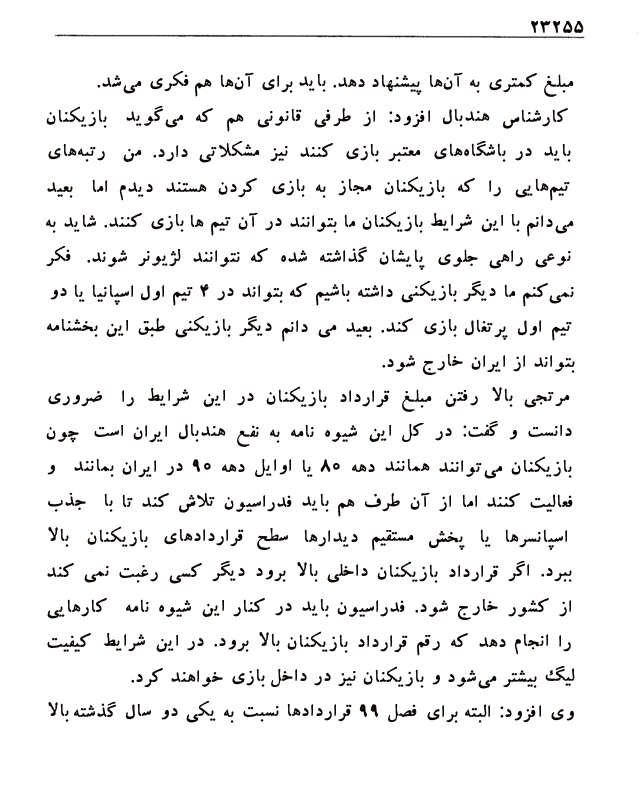 ۲۳۲۵۵
مبلغ کمتری به آن‌ها پیشنهاد دهد. باید برای آن‌ها هم فکری می‌شد.
کارشناس هندبال افزود: از طرفی قانونی هم که می‌گوید بازیکنان
باید در باشگاه‌های معتبر بازی کنند نیز مشکلاتی دارد. من رتبه‌های
تیم‌هایی را که بازیکنان مجاز به بازی کردن هستند دیدم اما بعید
می‌دانم با این شرایط بازیکنان ما بتوانند در آن تیم ها بازی کنند. شاید به
نوعی راهی جلوی پایشان گذاشته شده که نتوانند لژیونر شوند. فکر
نمی‌کنم ما دیگر بازیکنی داشته باشیم که بتواند در ۴ تیم اول اسپانیا یا دو
تیم اول پرتغال بازی کند. بعید می دانم دیگر بازیکنی طبق این بخشنامه
بتواند از ایران خارج شود.
مرتجی بالا رفتن مبلغ قرارداد بازیکنان در این شرایط را ضروری
دانست و گفت: در کل این شیوه نامه به نفع هندبال ایران است چون
بازیکنان می‌توانند همانند دهه ۸۰ یا اوایل دهه ۹۰ در ایران بمانند و
فعالیت کنند اما از آن طرف هم باید فدراسیون تلاش کند تا با جذب
اسپانسرها یا پخش مستقیم دیدارها سطح قراردادهای بازیکنان بالا
ببرد. اگر قرارداد بازیکنان داخلی بالا برود دیگر کسی رغبت نمی کند
از کشور خارج شود. فدراسیون باید در کنار این شیوه نامه کارهایی
را انجام دهد که رقم قرارداد بازیکنان بالا برود. در این شرایط کیفیت
لیگ بیشتر می‌شود و بازیکنان نیز در داخل بازی خواهند کرد.
وی افزود: البته برای فصل ۹۹ قراردادها نسبت به یکی دو سال گذشته بالا